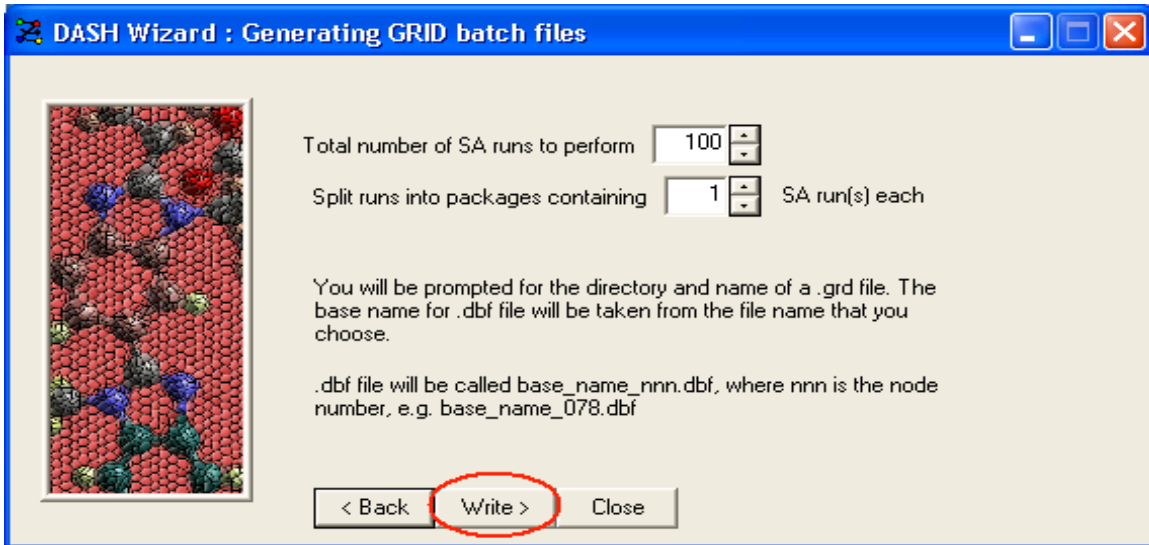 DASH Wizard : Generating GRID batch files
Total number of SA runs to perform 100
Split runs into packages containing 1 SA run(s) each
You will be prompted for the directory and name of a .grd file. The
base name for .dbf file will be taken from the file name that you
choose.
.dbf file will be called base_name_nnn.dbf, where nnn is the node
number, e.g. base_name_078.dbf
< Back Write > Close